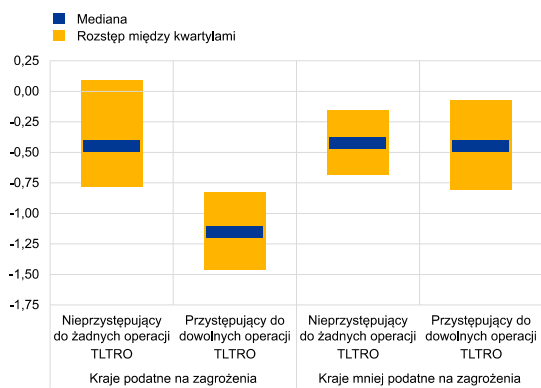 Mediana
Rozstęp między kwartylami
0,25
0,00
-0,25
-0,50
-0,75
-1,00
-1,25
-1,50
-1,75
Nieprzystępujący
do żadnych operacji
TLTRO
Przystępujący do
dowolnych operacji
TLTRO
Nieprzystępujący
do żadnych operacji
TLTRO
Przystępujący do
dowolnych operacji
TLTRO
Kraje podatne na zagrożenia
Kraje mniej podatne na zagrożenia